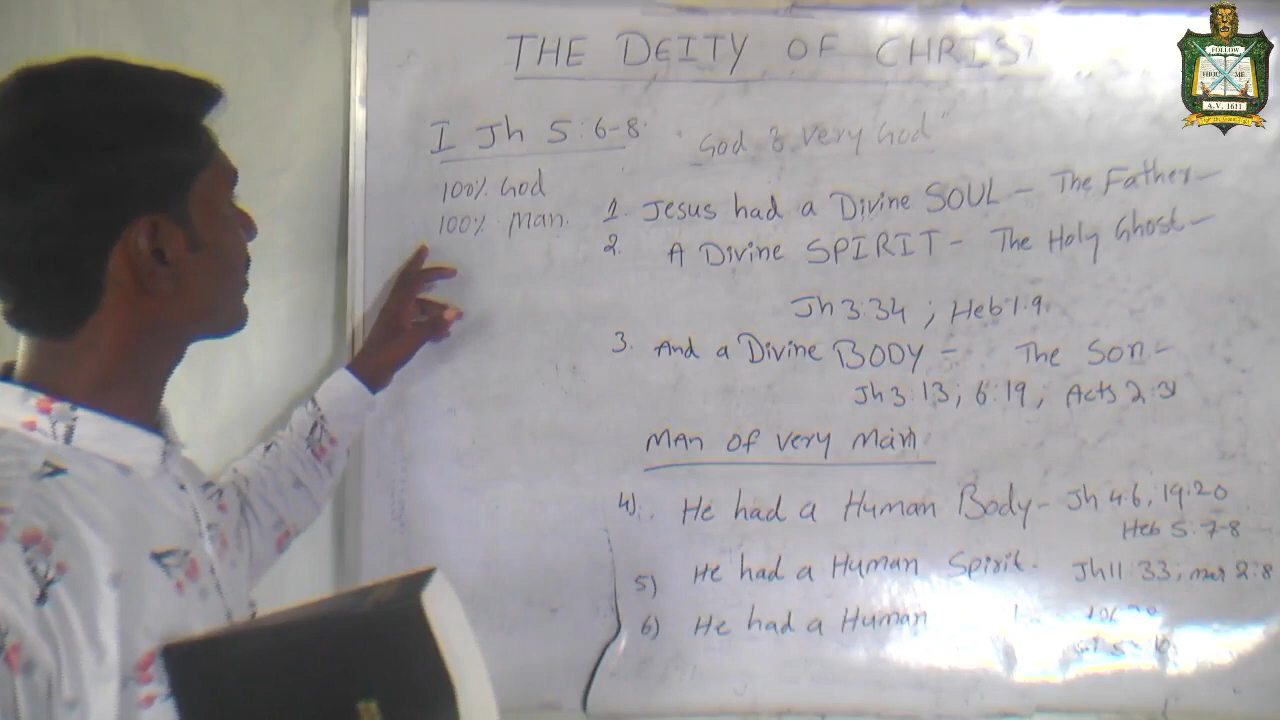 THE DEITY OF CHRIST
I Jh 5:6-8. "God & Very God"
100% God
100% Man.
1. Jesus had a Divine SOUL - The Father -
2. A Divine SPIRIT - The Holy Ghost -
Jh 3:34 ; Heb 1.9.
3. And a Divine BODY - The Son -
Jh 3:13; 6:19; Acts 2:31
Man of very Main
4). He had a Human Body - Jh 4.6, 19.20
Heb 5:7-8
5) He had a Human Spirit. Jh 11:33; mar 2:8
6) He had a Human
FOLLOW
THOU ME
A.V. 1611